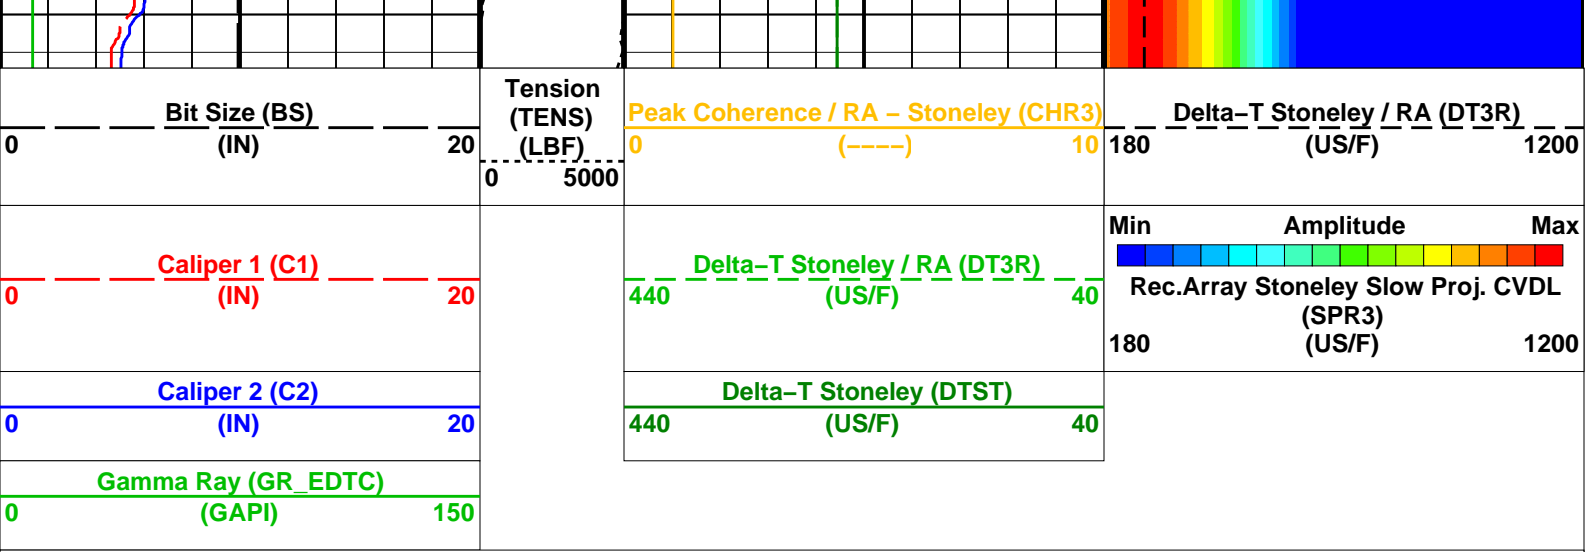 Bit Size (BS)
0 (IN) 20
Tension
(TENS)
(LBF)
0 5000
Peak Coherence / RA – Stoneley (CHR3)
0 (––––) 10
Delta–T Stoneley / RA (DT3R)
180 (US/F) 1200
Caliper 1 (C1)
0 (IN) 20
Delta–T Stoneley / RA (DT3R)
440 (US/F) 40
Min Amplitude Max
Rec.Array Stoneley Slow Proj. CVDL
(SPR3)
180 (US/F) 1200
Caliper 2 (C2)
0 (IN) 20
Delta–T Stoneley (DTST)
440 (US/F) 40
Gamma Ray (GR_EDTC)
0 (GAPI) 150